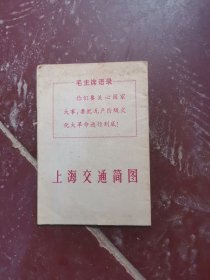 毛主席语录
你们要关心国家
大事，要把无产阶级文
化大革命进行到底！
上海交通简图